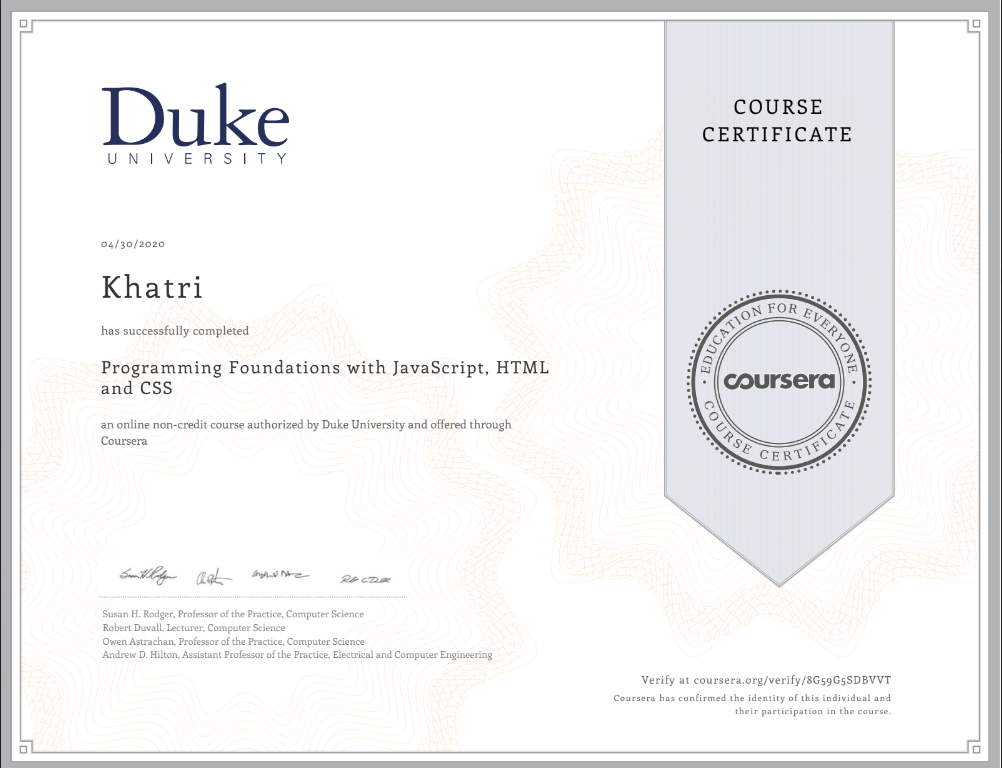 Duke
UNIVERSITY
COURSE
CERTIFICATE
04/30/2020
Khatri
has successfully completed
Programming Foundations with JavaScript, HTML
and CSS
an online non-credit course authorized by Duke University and offered through
Coursera
EDUCATION FOR EVERYONE
coursera
COURSE CERTIFICATE
Susan H. Rodger, Professor of the Practice, Computer Science
Robert Duvall, Lecturer, Computer Science
Owen Astrachan, Professor of the Practice, Computer Science
Andrew D. Hilton, Assistant Professor of the Practice, Electrical and Computer Engineering
Verify at coursera.org/verify/8G59G5SDBVVT
Coursera has confirmed the identity of this individual and
their participation in the course.